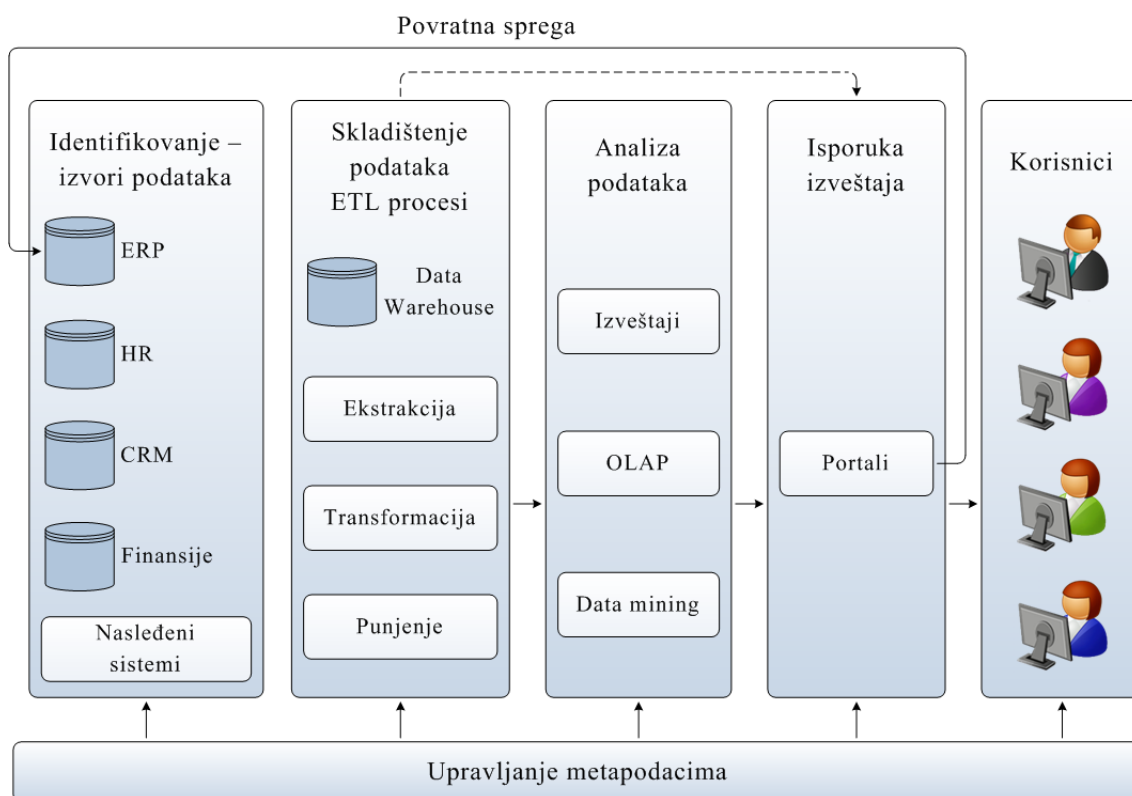 Povratna sprega
Identifikovanje –
izvori podataka
ERP
HR
CRM
Finansije
Nasleđeni
sistemi
Skladištenje
podataka
ETL procesi
Data
Warehouse
Ekstrakcija
Transformacija
Punjenje
Analiza
podataka
Izveštaji
OLAP
Data mining
Isporuka
izveštaja
Portali
Korisnici
Upravljanje metapodacima